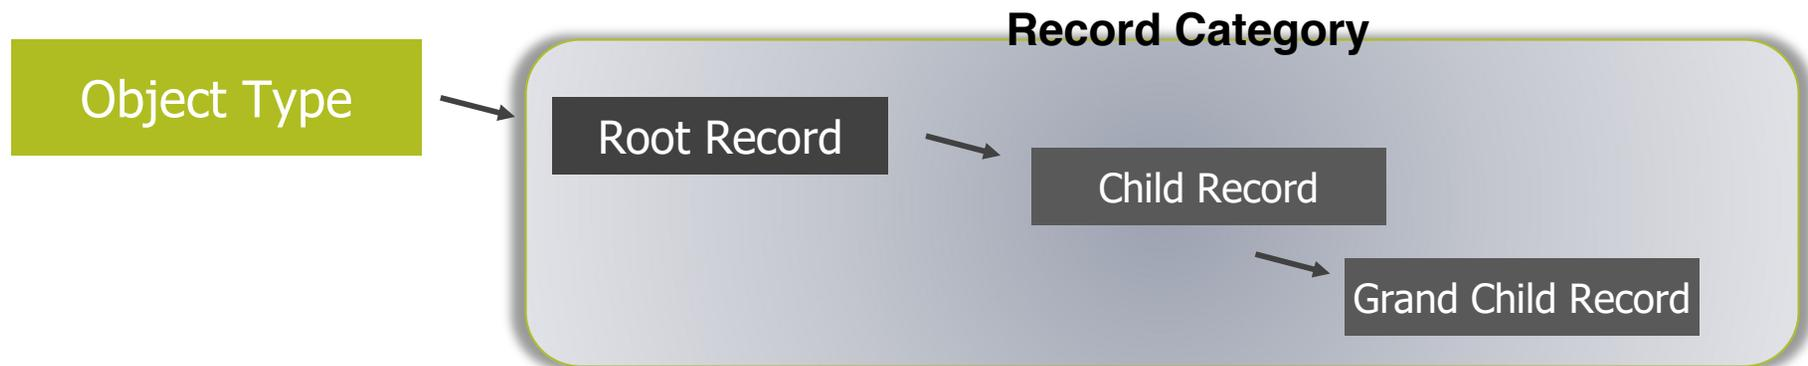 Record Category
Object Type
Root Record
Child Record
Grand Child Record